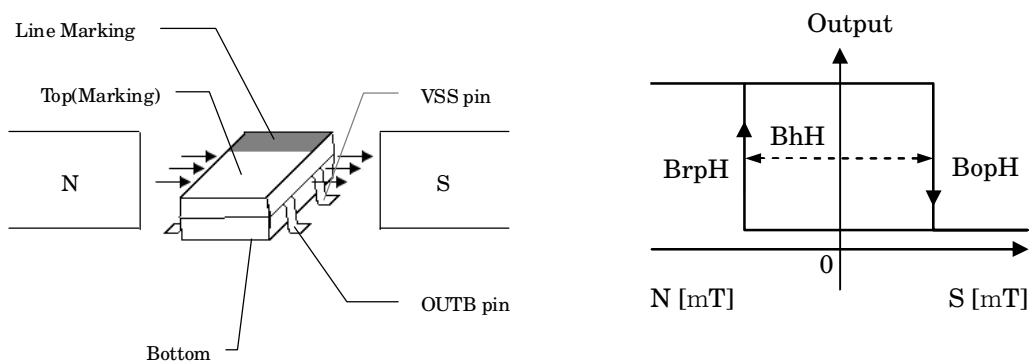 Line Marking
Top(Marking)
VSS pin
N
S
OUTB pin
Bottom
Output
BhH
BrpH
BopH
0
N [mT]
S [mT]